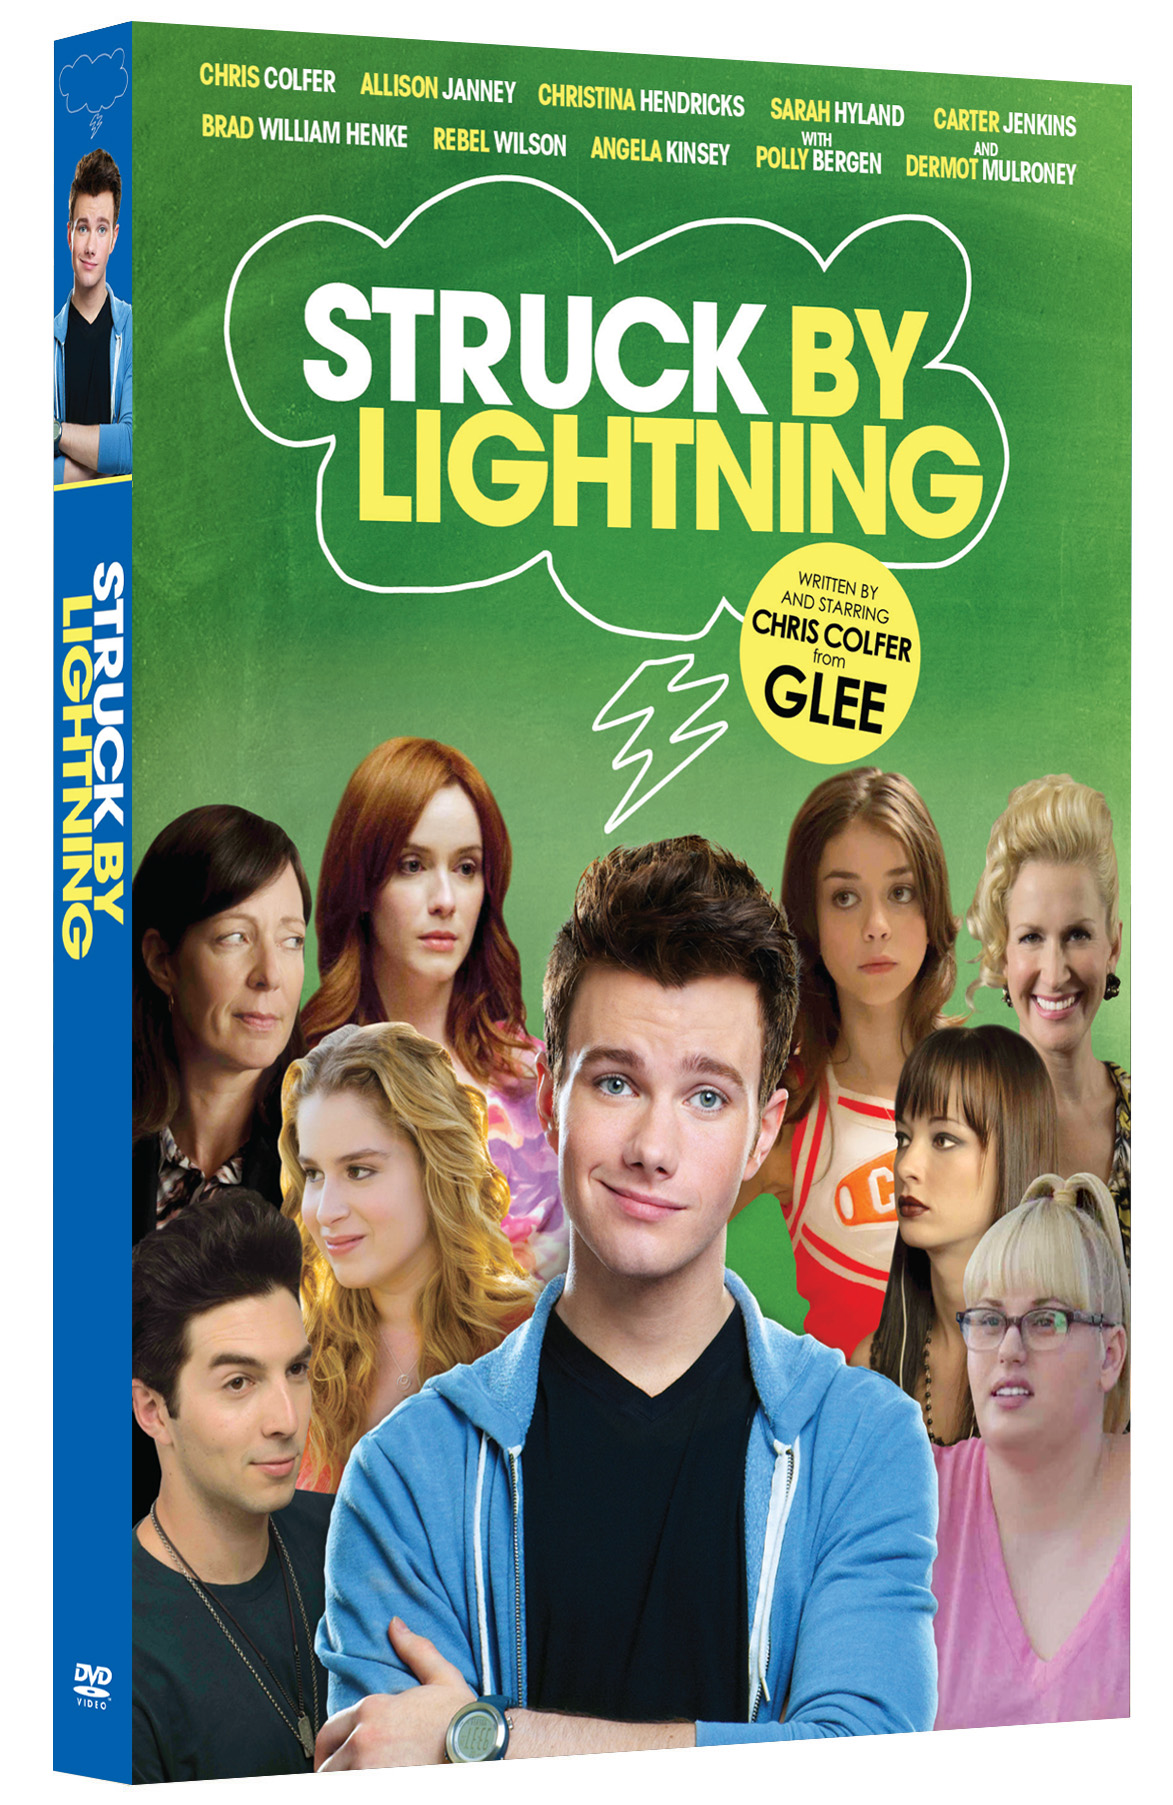 CHRIS COLFER ALLISON JANNEY CHRISTINA HENDRICKS SARAH HYLAND CARTER JENKINS
BRAD WILLIAM HENKE REBEL WILSON ANGELA KINSEY WITH POLLY BERGEN AND DERMOT MULRONEY
STRUCK BY
LIGHTNING
WRITTEN BY
AND STARRING
CHRIS COLFER
from
GLEE
C
STRUCK BY
LIGHTNING
DVD
VIDEO